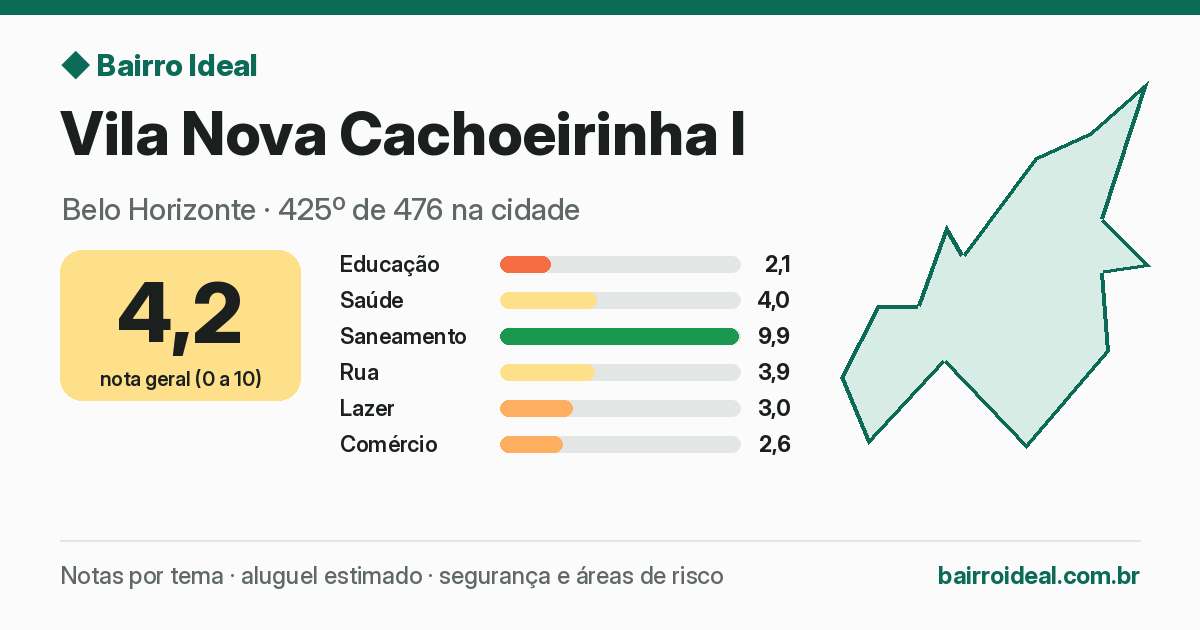 Bairro Ideal
Vila Nova Cachoeirinha I
Belo Horizonte · 425º de 476 na cidade
4,2
nota geral (0 a 10)
Educação 2,1
Saúde 4,0
Saneamento 9,9
Rua 3,9
Lazer 3,0
Comércio 2,6
Notas por tema · aluguel estimado · segurança e áreas de risco
bairroideal.com.br